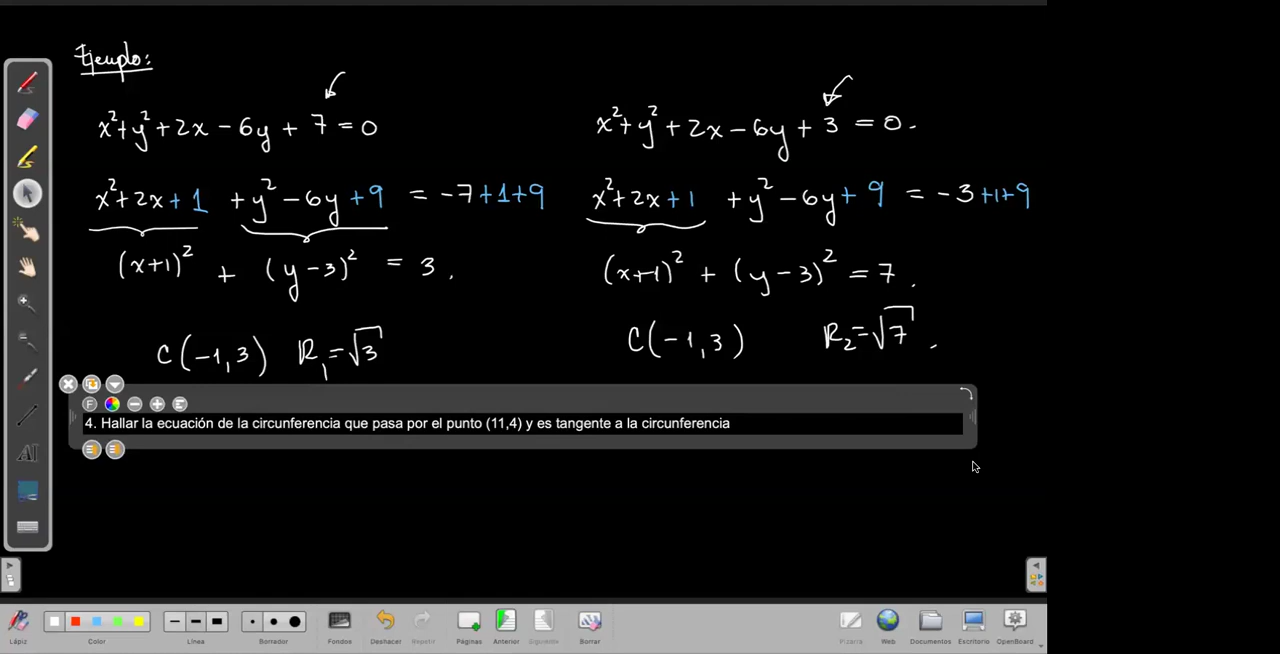 Ejemplo:
x²+y²+2x-6y+7=0
x²+2x+1 +y²-6y+9 = -7+1+9
(x+1)² + (y-3)² = 3.
C(-1,3) R₁=√3
x²+y²+2x-6y+3=0.
x²+2x+1 +y²-6y+9 = -3+1+9
(x+1)² + (y-3)² = 7.
C(-1,3) R₂=√7.
F
4. Hallar la ecuación de la circunferencia que pasa por el punto (11,4) y es tangente a la circunferencia
AI
Lápiz Color Línea Borrador Fondos Deshacer Repetir Páginas Anterior Siguiente Borrar Pizarra Web Documentos Escritorio OpenBoard